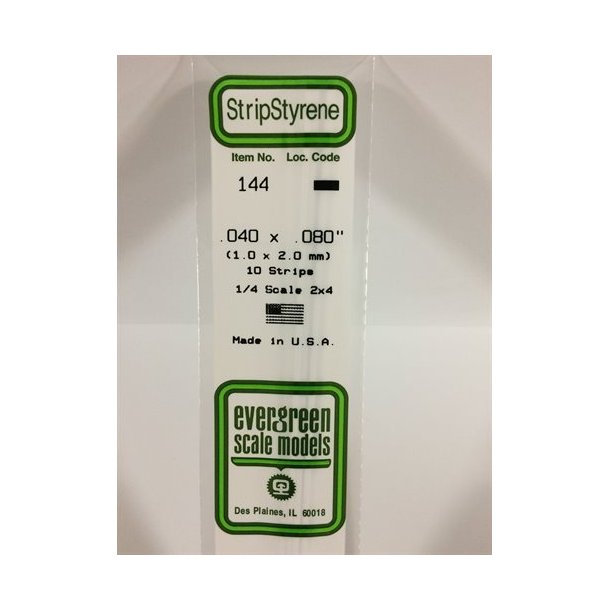 StripStyrene
Item No. Loc. Code
144
.040 x .080"
(1.0 x 2.0 mm)
10 Strips
1/4 Scale 2x4
Made in U.S.A.
evergreen
scale models
Des Plaines, IL 60018